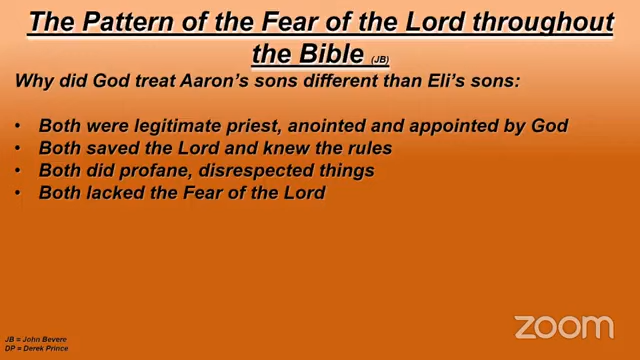 The Pattern of the Fear of the Lord throughout
the Bible (JB)
Why did God treat Aaron's sons different than Eli's sons:
• Both were legitimate priest, anointed and appointed by God
• Both saved the Lord and knew the rules
• Both did profane, disrespected things
• Both lacked the Fear of the Lord
zoom
JB = John Bevere
DP = Derek Prince